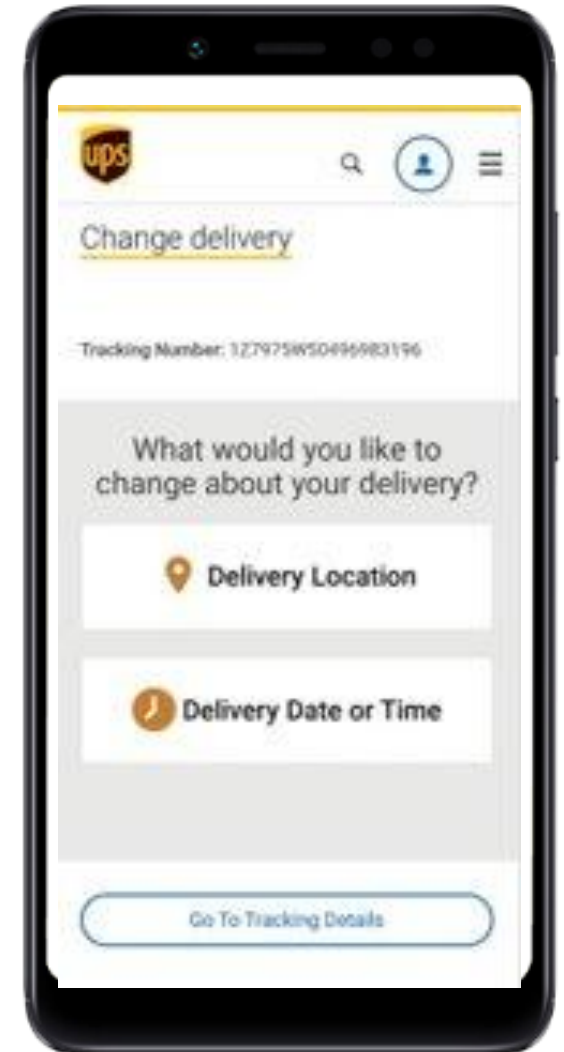 ups
Change delivery
Tracking Number: 1Z7975W50496983196
What would you like to
change about your delivery?
Delivery Location
Delivery Date or Time
Go To Tracking Details